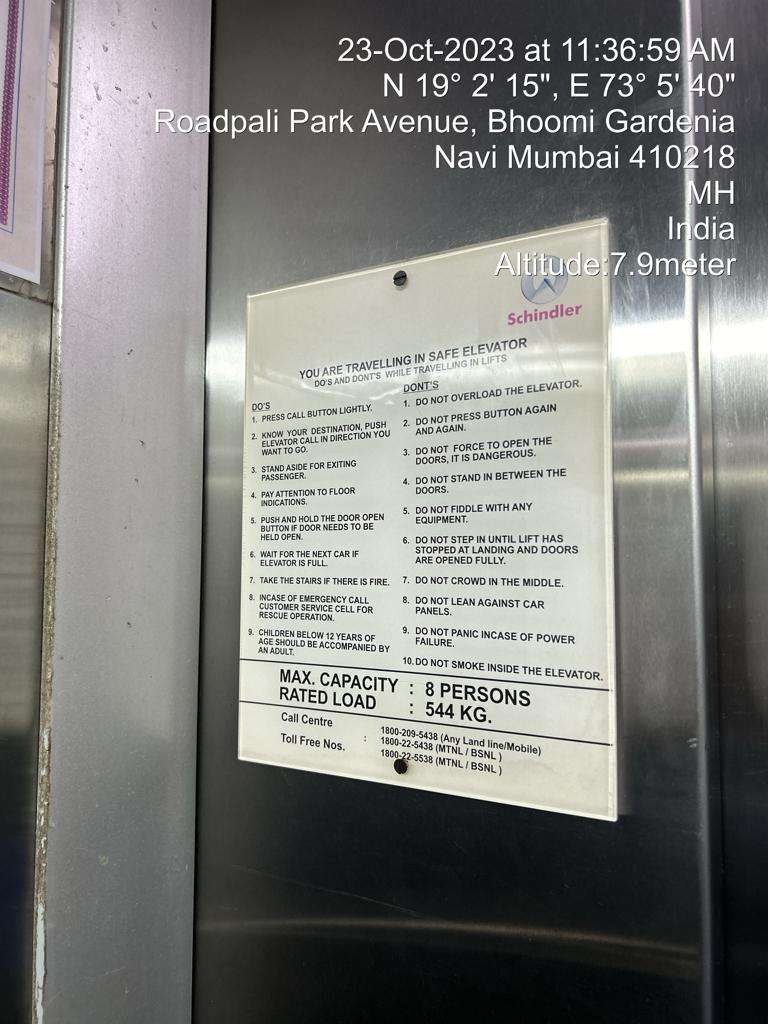 23-Oct-2023 at 11:36:59 AM
N 19° 2' 15", E 73° 5' 40"
Roadpali Park Avenue, Bhoomi Gardenia
Navi Mumbai 410218
MH
India
Altitude:7.9meter
Schindler
YOU ARE TRAVELLING IN SAFE ELEVATOR
DO'S AND DONT'S WHILE TRAVELLING IN LIFTS
DO'S
1. PRESS CALL BUTTON LIGHTLY.
2. KNOW YOUR DESTINATION, PUSH
ELEVATOR CALL IN DIRECTION YOU
WANT TO GO.
3. STAND ASIDE FOR EXITING
PASSENGER.
4. PAY ATTENTION TO FLOOR
INDICATIONS.
5. PUSH AND HOLD THE DOOR OPEN
BUTTON IF DOOR NEEDS TO BE
HELD OPEN.
6. WAIT FOR THE NEXT CAR IF
ELEVATOR IS FULL.
7. TAKE THE STAIRS IF THERE IS FIRE.
8. INCASE OF EMERGENCY CALL
CUSTOMER SERVICE CELL FOR
RESCUE OPERATION.
9. CHILDREN BELOW 12 YEARS OF
AGE SHOULD BE ACCOMPANIED BY
AN ADULT.
DONT'S
1. DO NOT OVERLOAD THE ELEVATOR.
2. DO NOT PRESS BUTTON AGAIN
AND AGAIN.
3. DO NOT FORCE TO OPEN THE
DOORS, IT IS DANGEROUS.
4. DO NOT STAND IN BETWEEN THE
DOORS.
5. DO NOT FIDDLE WITH ANY
EQUIPMENT.
6. DO NOT STEP IN UNTIL LIFT HAS
STOPPED AT LANDING AND DOORS
ARE OPENED FULLY.
7. DO NOT CROWD IN THE MIDDLE.
8. DO NOT LEAN AGAINST CAR
PANELS.
9. DO NOT PANIC INCASE OF POWER
FAILURE.
10. DO NOT SMOKE INSIDE THE ELEVATOR.
MAX. CAPACITY : 8 PERSONS
RATED LOAD : 544 KG.
Call Centre
Toll Free Nos. :
1800-209-5438 (Any Land line/Mobile)
1800-22-5438 (MTNL / BSNL )
1800-22-5538 (MTNL / BSNL )